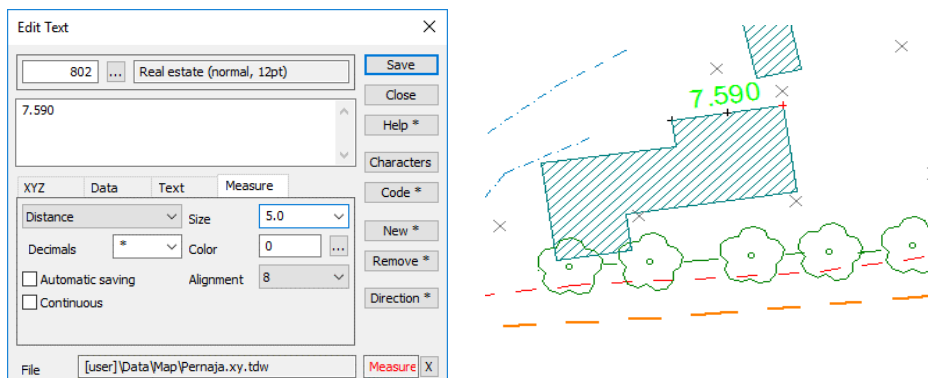 Edit Text
802 ... Real estate (normal, 12pt) Save
Close
7.590
Help *
Characters
XYZ Data Text Measure
Code *
Distance Size 5.0
New *
Decimals * Color 0 ...
Remove *
Automatic saving Alignment 8
Continuous
Direction *
File [user]\Data\Map\Pernaja.xy.tdw Measure X
7.590